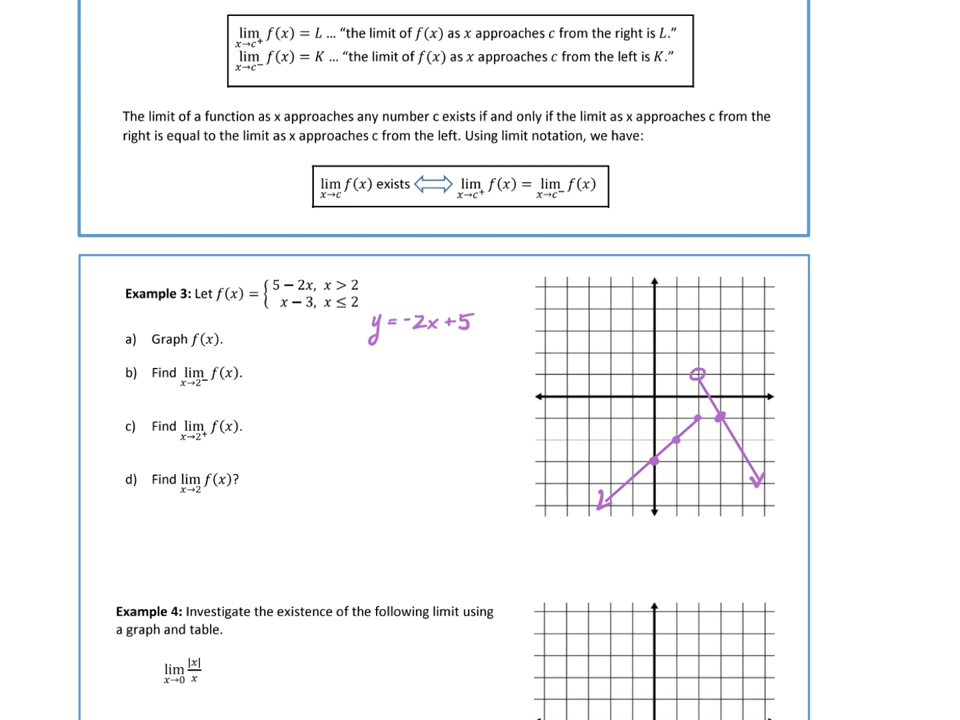 lim x→c⁺ f(x) = L ... “the limit of f(x) as x approaches c from the right is L.”
lim x→c⁻ f(x) = K ... “the limit of f(x) as x approaches c from the left is K.”
The limit of a function as x approaches any number c exists if and only if the limit as x approaches c from the
right is equal to the limit as x approaches c from the left. Using limit notation, we have:
lim x→c f(x) exists ⟺ lim x→c⁺ f(x) = lim x→c⁻ f(x)
Example 3: Let f(x) = { 5 − 2x, x > 2
x − 3, x ≤ 2
y = -2x +5
a) Graph f(x).
b) Find lim x→2⁻ f(x).
c) Find lim x→2⁺ f(x).
d) Find lim x→2 f(x)?
Example 4: Investigate the existence of the following limit using
a graph and table.
lim x→0 |x|/x